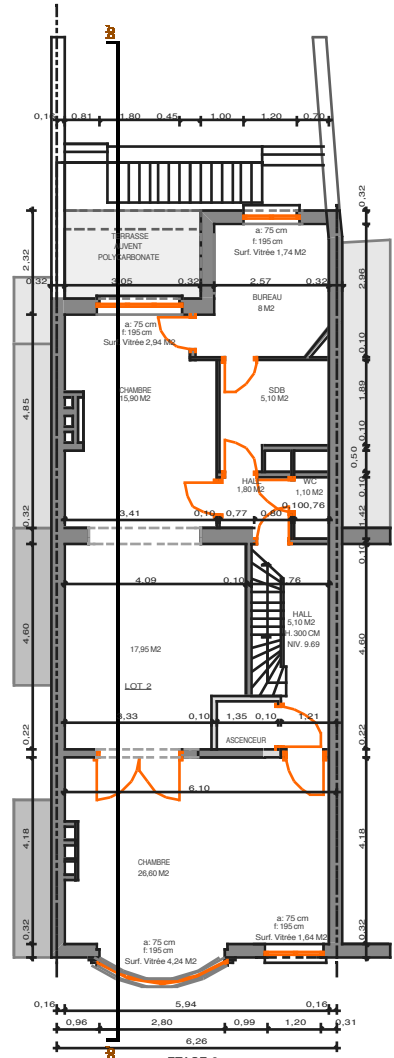 0,16 0,81 1,80 0,45 1,00 1,20 0,70
0,32
2,32
2,96
TERRASSE
AUVENT
POLYCARBONATE
a: 75 cm
f: 195 cm
Surf. Vitrée 1,74 M2
0,32 3,05 0,32 2,57 0,32
BUREAU
8 M2
a: 75 cm
f: 195 cm
Surf. Vitrée 2,94 M2
0,10
CHAMBRE
15,90 M2
SDB
5,10 M2
1,89
4,85
0,10
0,50
HALL
1,80 M2
WC
1,10 M2
0,10
0,32
3,41 0,10 0,77 0,80 0,10 0,76
1,42
0,10
4,09 0,10 1,76
HALL
5,10 M2
H. 300 CM
NIV. 9.69
4,60
4,60
17,95 M2
LOT 2
3,33 0,10 1,35 0,10 1,21
ASCENCEUR
0,22
0,22
6,10
4,18
4,18
CHAMBRE
26,60 M2
a: 75 cm
f: 195 cm
Surf. Vitrée 1,64 M2
a: 75 cm
f: 195 cm
Surf. Vitrée 4,24 M2
0,32
0,32
0,16 5,94 0,16
0,96 2,80 0,99 1,20 0,31
6,26